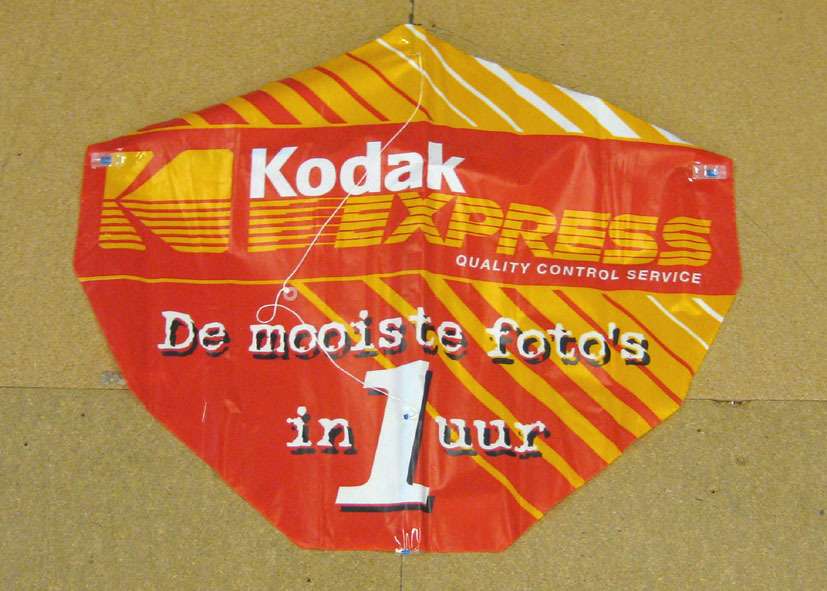 Kodak
EXPRESS
QUALITY CONTROL SERVICE
De mooiste foto's
in 1 uur